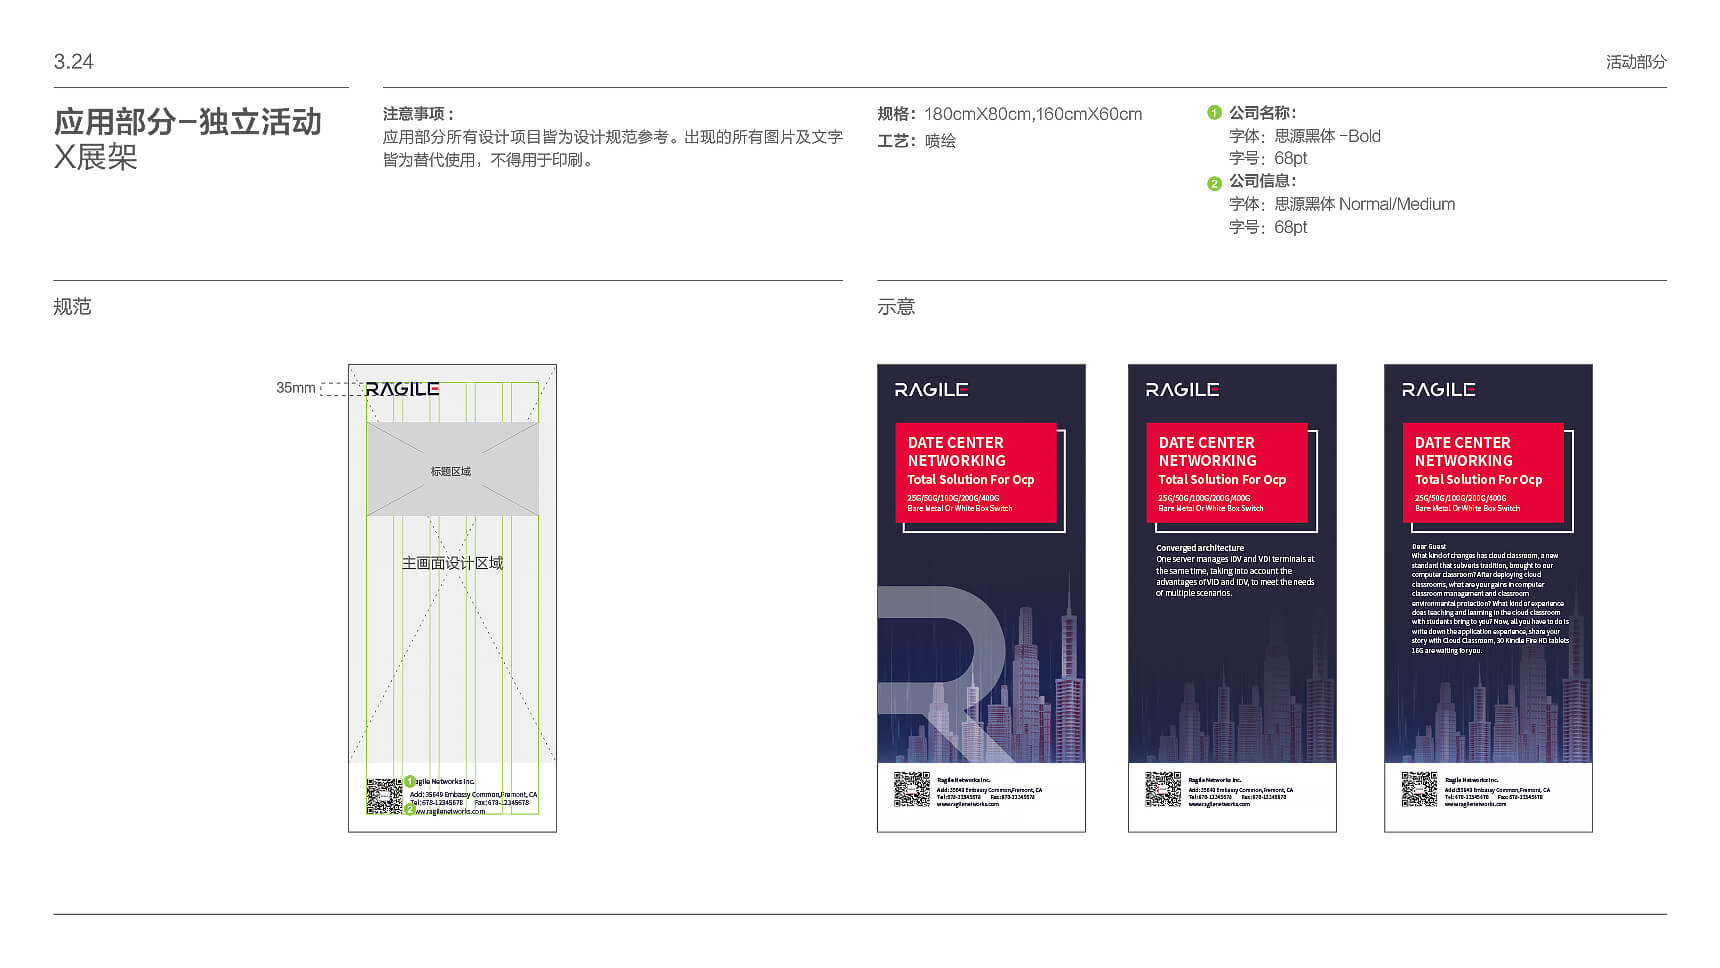 3.24
活动部分
应用部分-独立活动
X展架
注意事项：
应用部分所有设计项目皆为设计规范参考。出现的所有图片及文字
皆为替代使用，不得用于印刷。
规格：180cmX80cm,160cmX60cm
工艺：喷绘
1 公司名称：
字体：思源黑体 -Bold
字号：68pt
2 公司信息：
字体：思源黑体 Normal/Medium
字号：68pt
规范
示意
35mm
RAGILE
标题区域
主画面设计区域
1 agile Networks Inc.
Add:35649 Embassy Common,Fremont, CA
Tel:678-12345678 Fax:678-12345678
2 www.ragilenetworks.com
RAGILE
DATE CENTER
NETWORKING
Total Solution For Ocp
25G/50G/100G/200G/400G
Bare Metal Or White Box Switch
R
Ragile Networks Inc.
Add:35649 Embassy Common,Fremont, CA
Tel:678-12345678 Fax:678-12345678
www.ragilenetworks.com
RAGILE
DATE CENTER
NETWORKING
Total Solution For Ocp
25G/50G/100G/200G/400G
Bare Metal Or White Box Switch
Converged architecture
One server manages IDV and VDI terminals at
the same time, taking into account the
advantages of VID and IDV, to meet the needs
of multiple scenarios.
Ragile Networks Inc.
Add:35649 Embassy Common,Fremont, CA
Tel:678-12345678 Fax:678-12345678
www.ragilenetworks.com
RAGILE
DATE CENTER
NETWORKING
Total Solution For Ocp
25G/50G/100G/200G/400G
Bare Metal Or White Box Switch
Dear Guest
What kind of changes has cloud classroom, a new
standard that subverts tradition, brought to our
computer classroom? After deploying cloud
classrooms, what are your gains in computer
classroom management and classroom
environmental protection? What kind of experience
does teaching and learning in the cloud classroom
with students bring to you? Now, all you have to do is
write down the application experience, share your
story with Cloud Classroom, 30 Kindle Fire HD tablets
16G are waiting for you.
Ragile Networks Inc.
Add:35649 Embassy Common,Fremont, CA
Tel:678-12345678 Fax:678-12345678
www.ragilenetworks.com